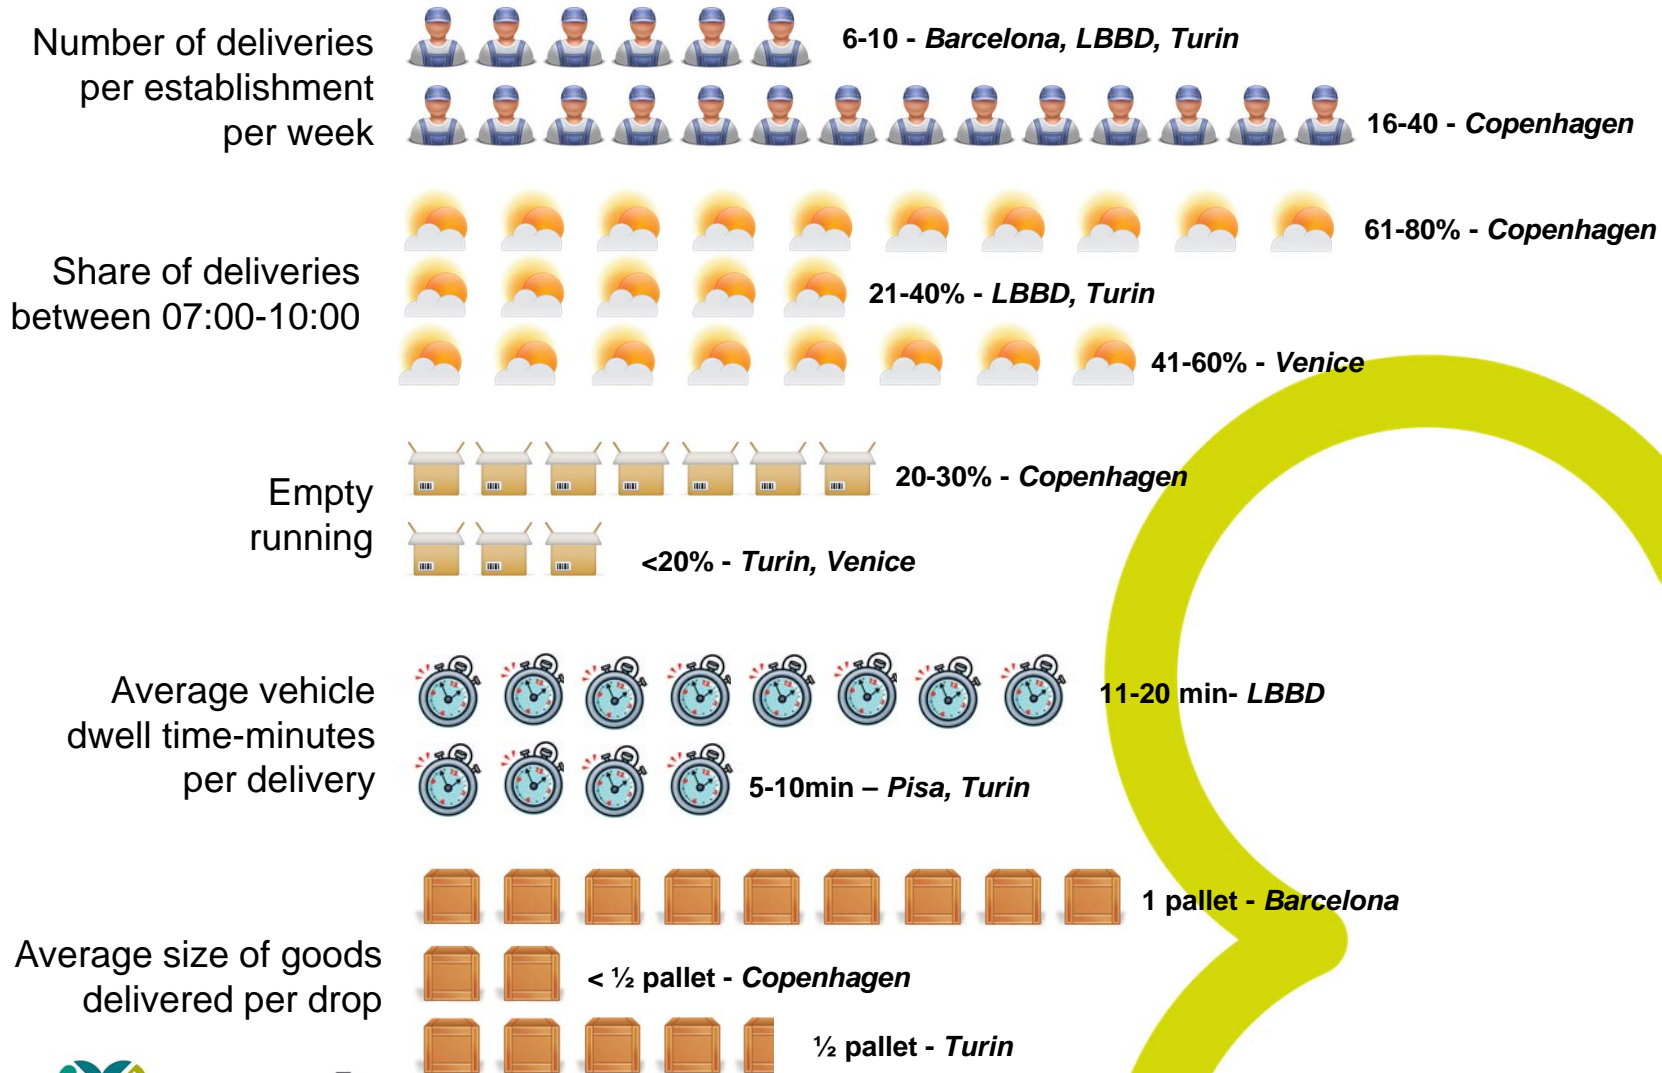 Number of deliveries
per establishment
per week
6-10 - Barcelona, LBBD, Turin
16-40 - Copenhagen
Share of deliveries
between 07:00-10:00
61-80% - Copenhagen
21-40% - LBBD, Turin
41-60% - Venice
Empty
running
20-30% - Copenhagen
<20% - Turin, Venice
Average vehicle
dwell time-minutes
per delivery
11-20 min- LBBD
5-10min – Pisa, Turin
Average size of goods
delivered per drop
1 pallet - Barcelona
< ½ pallet - Copenhagen
½ pallet - Turin